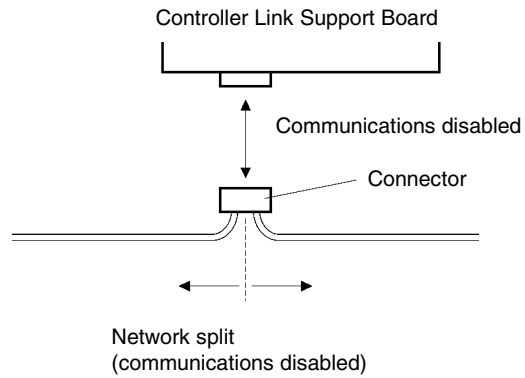 Controller Link Support Board
Communications disabled
Connector
Network split
(communications disabled)